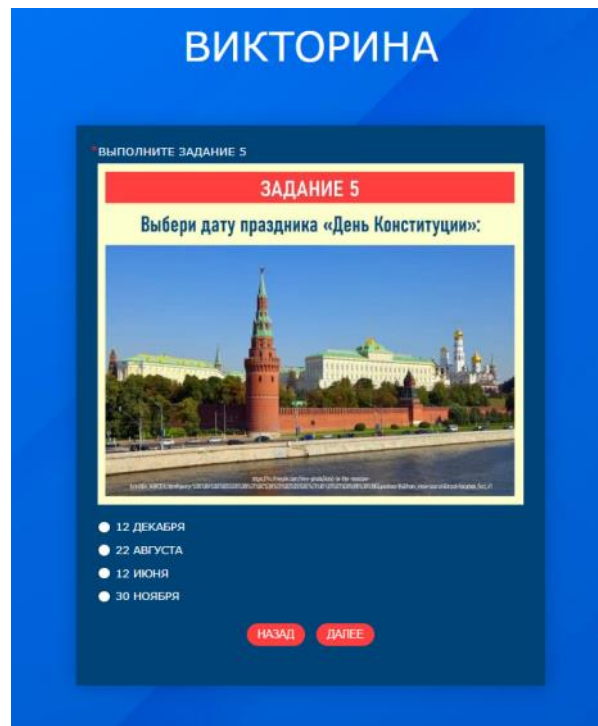 ВИКТОРИНА
*ВЫПОЛНИТЕ ЗАДАНИЕ 5
ЗАДАНИЕ 5
Выбери дату праздника «День Конституции»:
12 ДЕКАБРЯ
22 АВГУСТА
12 ИЮНЯ
30 НОЯБРЯ
НАЗАД ДАЛЕЕ